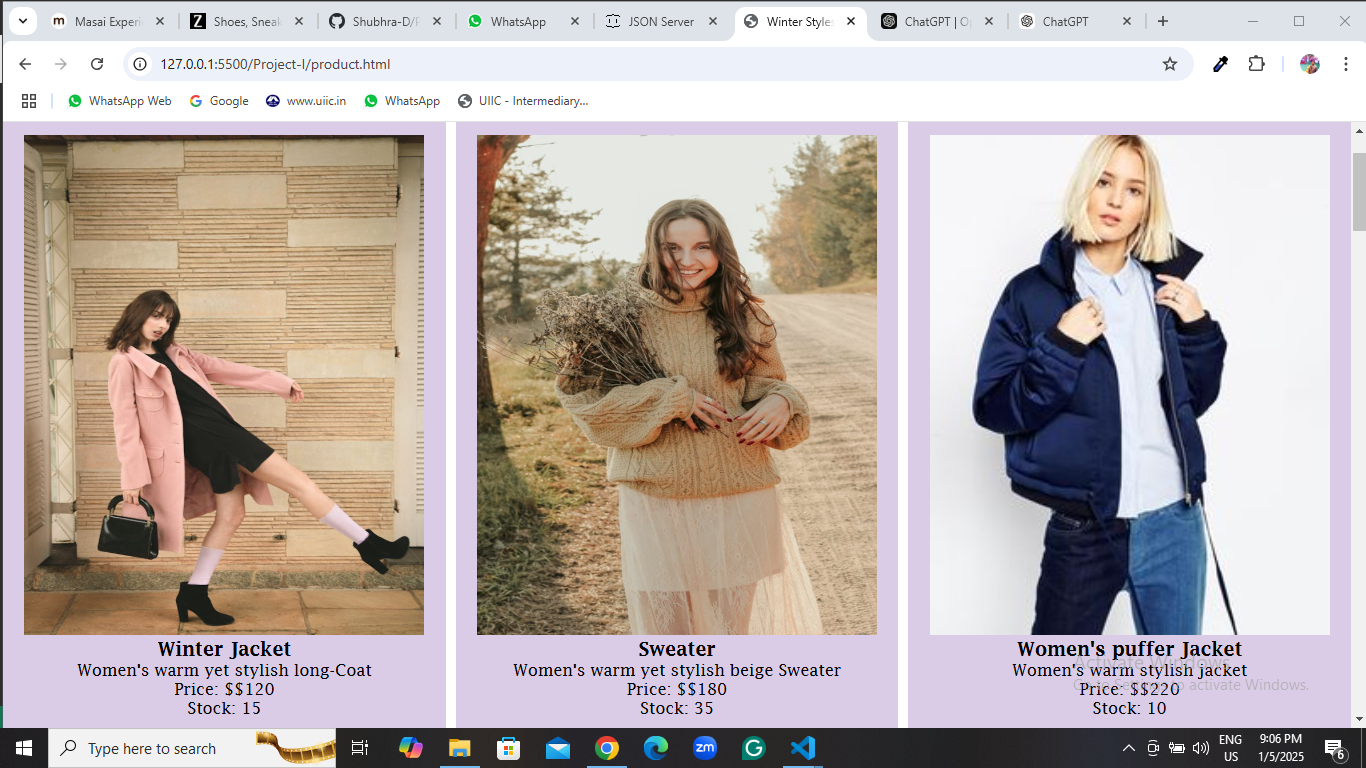 Masai Experi
Shoes, Sneak
Shubhra-D/P
WhatsApp
JSON Server
Winter Styles
ChatGPT | Op
ChatGPT
127.0.0.1:5500/Project-I/product.html
WhatsApp Web
Google
www.uiic.in
WhatsApp
UIIC - Intermediary...
Winter Jacket
Women's warm yet stylish long-Coat
Price: $$120
Stock: 15
Sweater
Women's warm yet stylish beige Sweater
Price: $$180
Stock: 35
Women's puffer Jacket
Women's warm stylish jacket
Price: $$220
Stock: 10
Activate Windows
Go to Settings to activate Windows.
Type here to search
zm
ENG
US
9:06 PM
1/5/2025
6